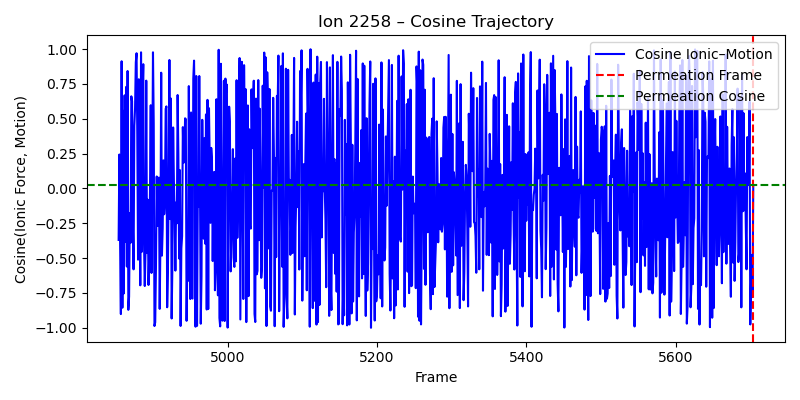 Ion 2258 – Cosine Trajectory
Cosine(Ionic Force, Motion)
1.00
0.75
0.50
0.25
0.00
−0.25
−0.50
−0.75
−1.00
Cosine Ionic–Motion
Permeation Frame
Permeation Cosine
5000
5200
5400
5600
Frame